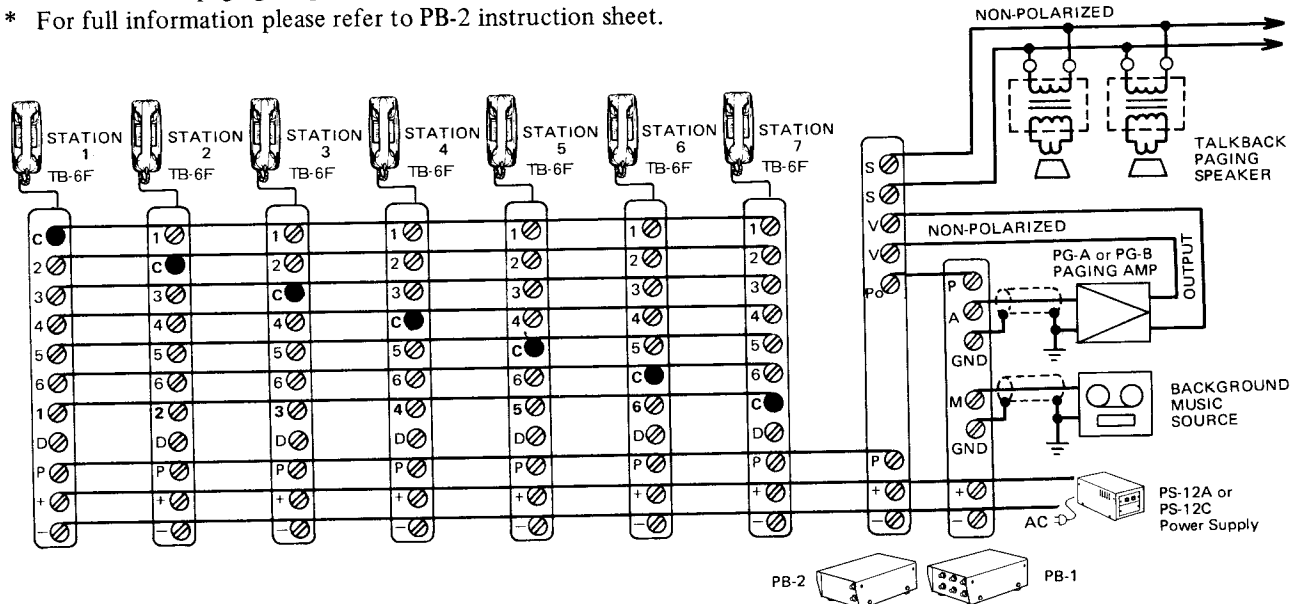 * For full information please refer to PB-2 instruction sheet.
NON-POLARIZED
STATION 1
TB-6F
STATION 2
TB-6F
STATION 3
TB-6F
STATION 4
TB-6F
STATION 5
TB-6F
STATION 6
TB-6F
STATION 7
TB-6F
TALKBACK
PAGING
SPEAKER
C 1 1 1 1 1 1
2 C 2 2 2 2 2
3 3 C 3 3 3 3
4 4 4 C 4 4 4
5 5 5 5 C 5 5
6 6 6 6 6 C 6
1 2 3 4 5 6 C
D D D D D D D
P P P P P P P
+ + + + + + +
− − − − − − −
S
S
V
V
Po
P
+
−
NON-POLARIZED
PG-A or PG-B
PAGING AMP
OUTPUT
P
A
GND
M
GND
+
−
BACKGROUND
MUSIC
SOURCE
AC
PS-12A or
PS-12C
Power Supply
PB-2
PB-1